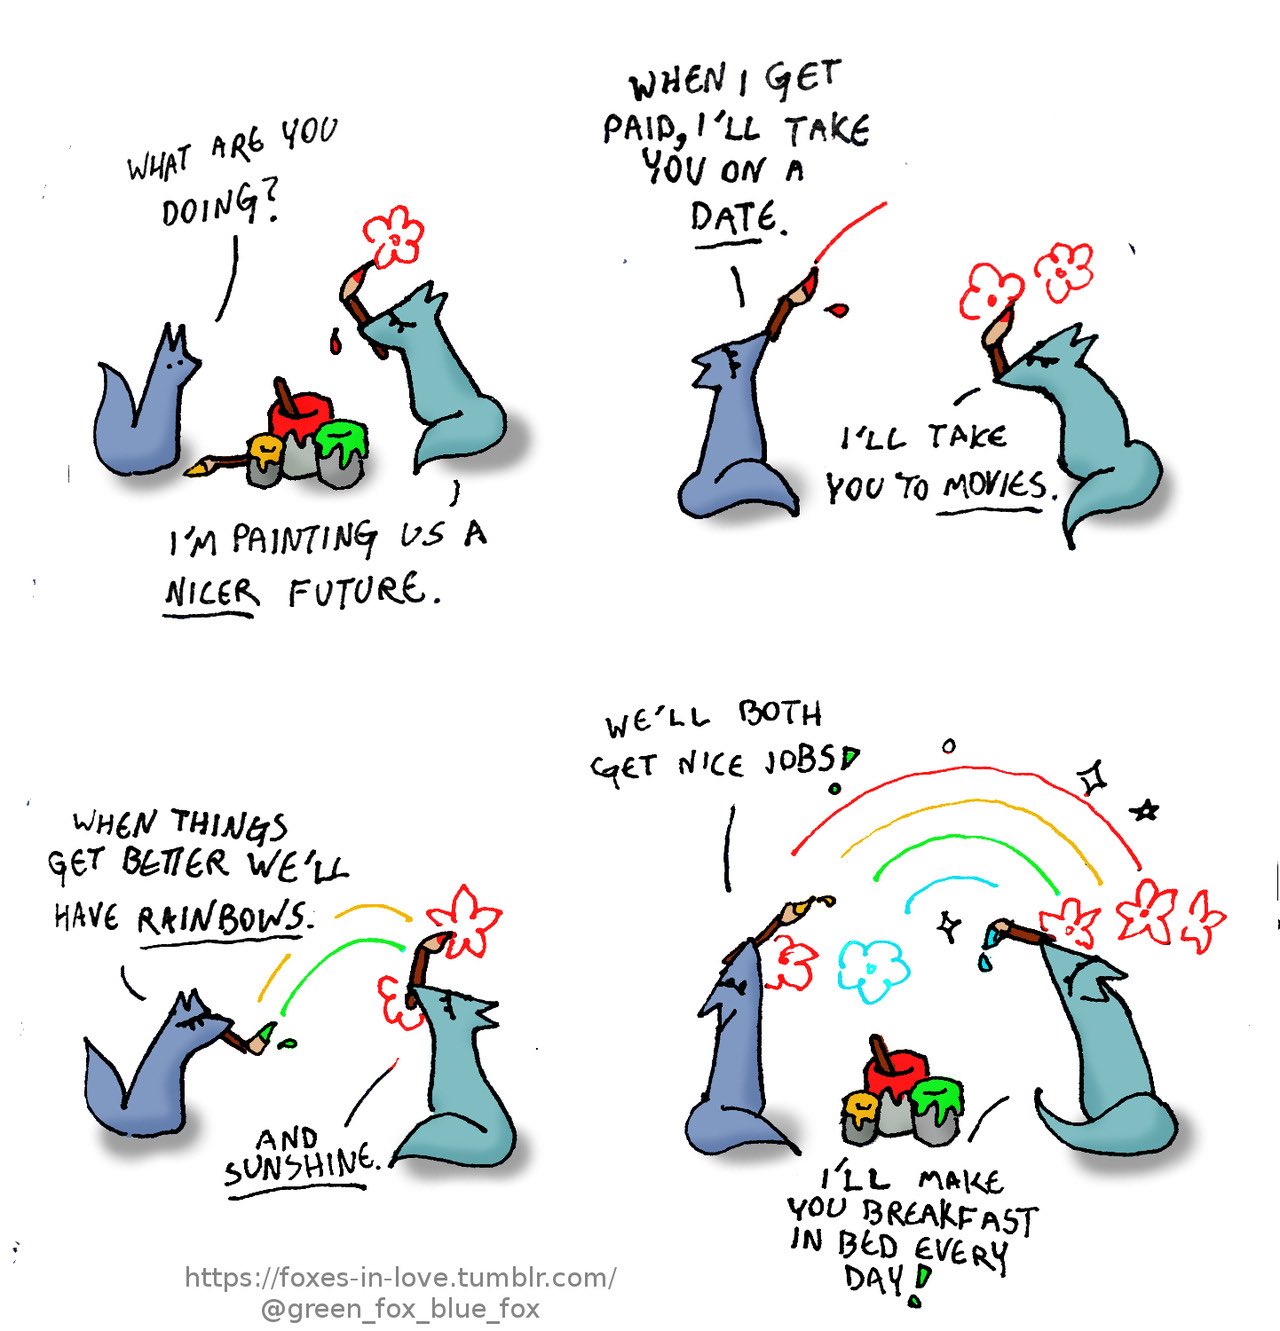 WHAT ARE YOU
DOING?
I'M PAINTING US A
NICER FUTURE.
WHEN I GET
PAID, I'LL TAKE
YOU ON A
DATE.
I'LL TAKE
YOU TO MOVIES.
WHEN THINGS
GET BETTER WE'LL
HAVE RAINBOWS.
AND
SUNSHINE.
WE'LL BOTH
GET NICE JOBS!
I'LL MAKE
YOU BREAKFAST
IN BED EVERY
DAY!
https://foxes-in-love.tumblr.com/
@green_fox_blue_fox